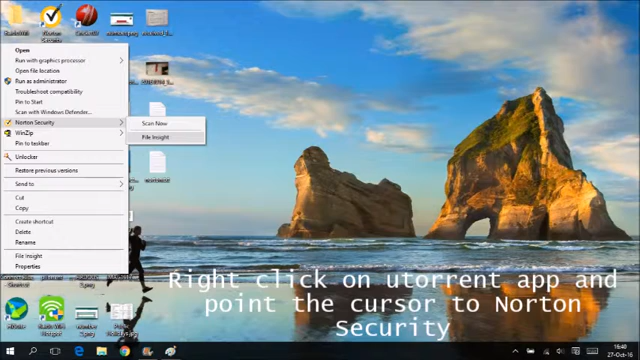 Norton
Security
Open
Run with graphics processor
Open file location
Run as administrator
Troubleshoot compatibility
Pin to Start
Scan with Windows Defender...
Norton Security
Scan Now
File Insight
WinZip
Pin to taskbar
Unlocker
Restore previous versions
Send to
Cut
Copy
Create shortcut
Delete
Rename
File Insight
Properties
Right click on utorrent app and
point the cursor to Norton
Security
16:40
27-Oct-16